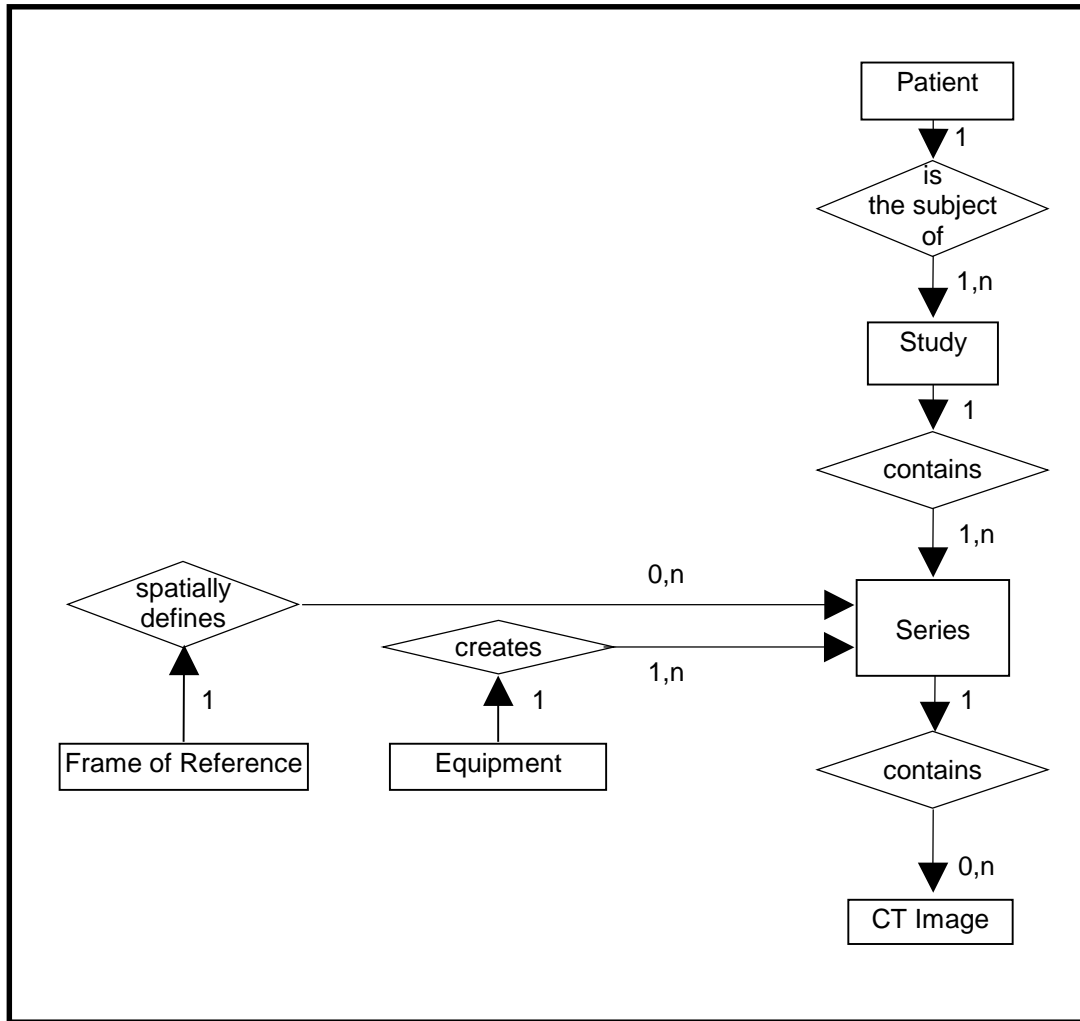 Patient
1
is
the subject
of
1,n
Study
1
contains
1,n
spatially
defines
0,n
Series
creates
1,n
1
1
1
Frame of Reference
Equipment
contains
0,n
CT Image